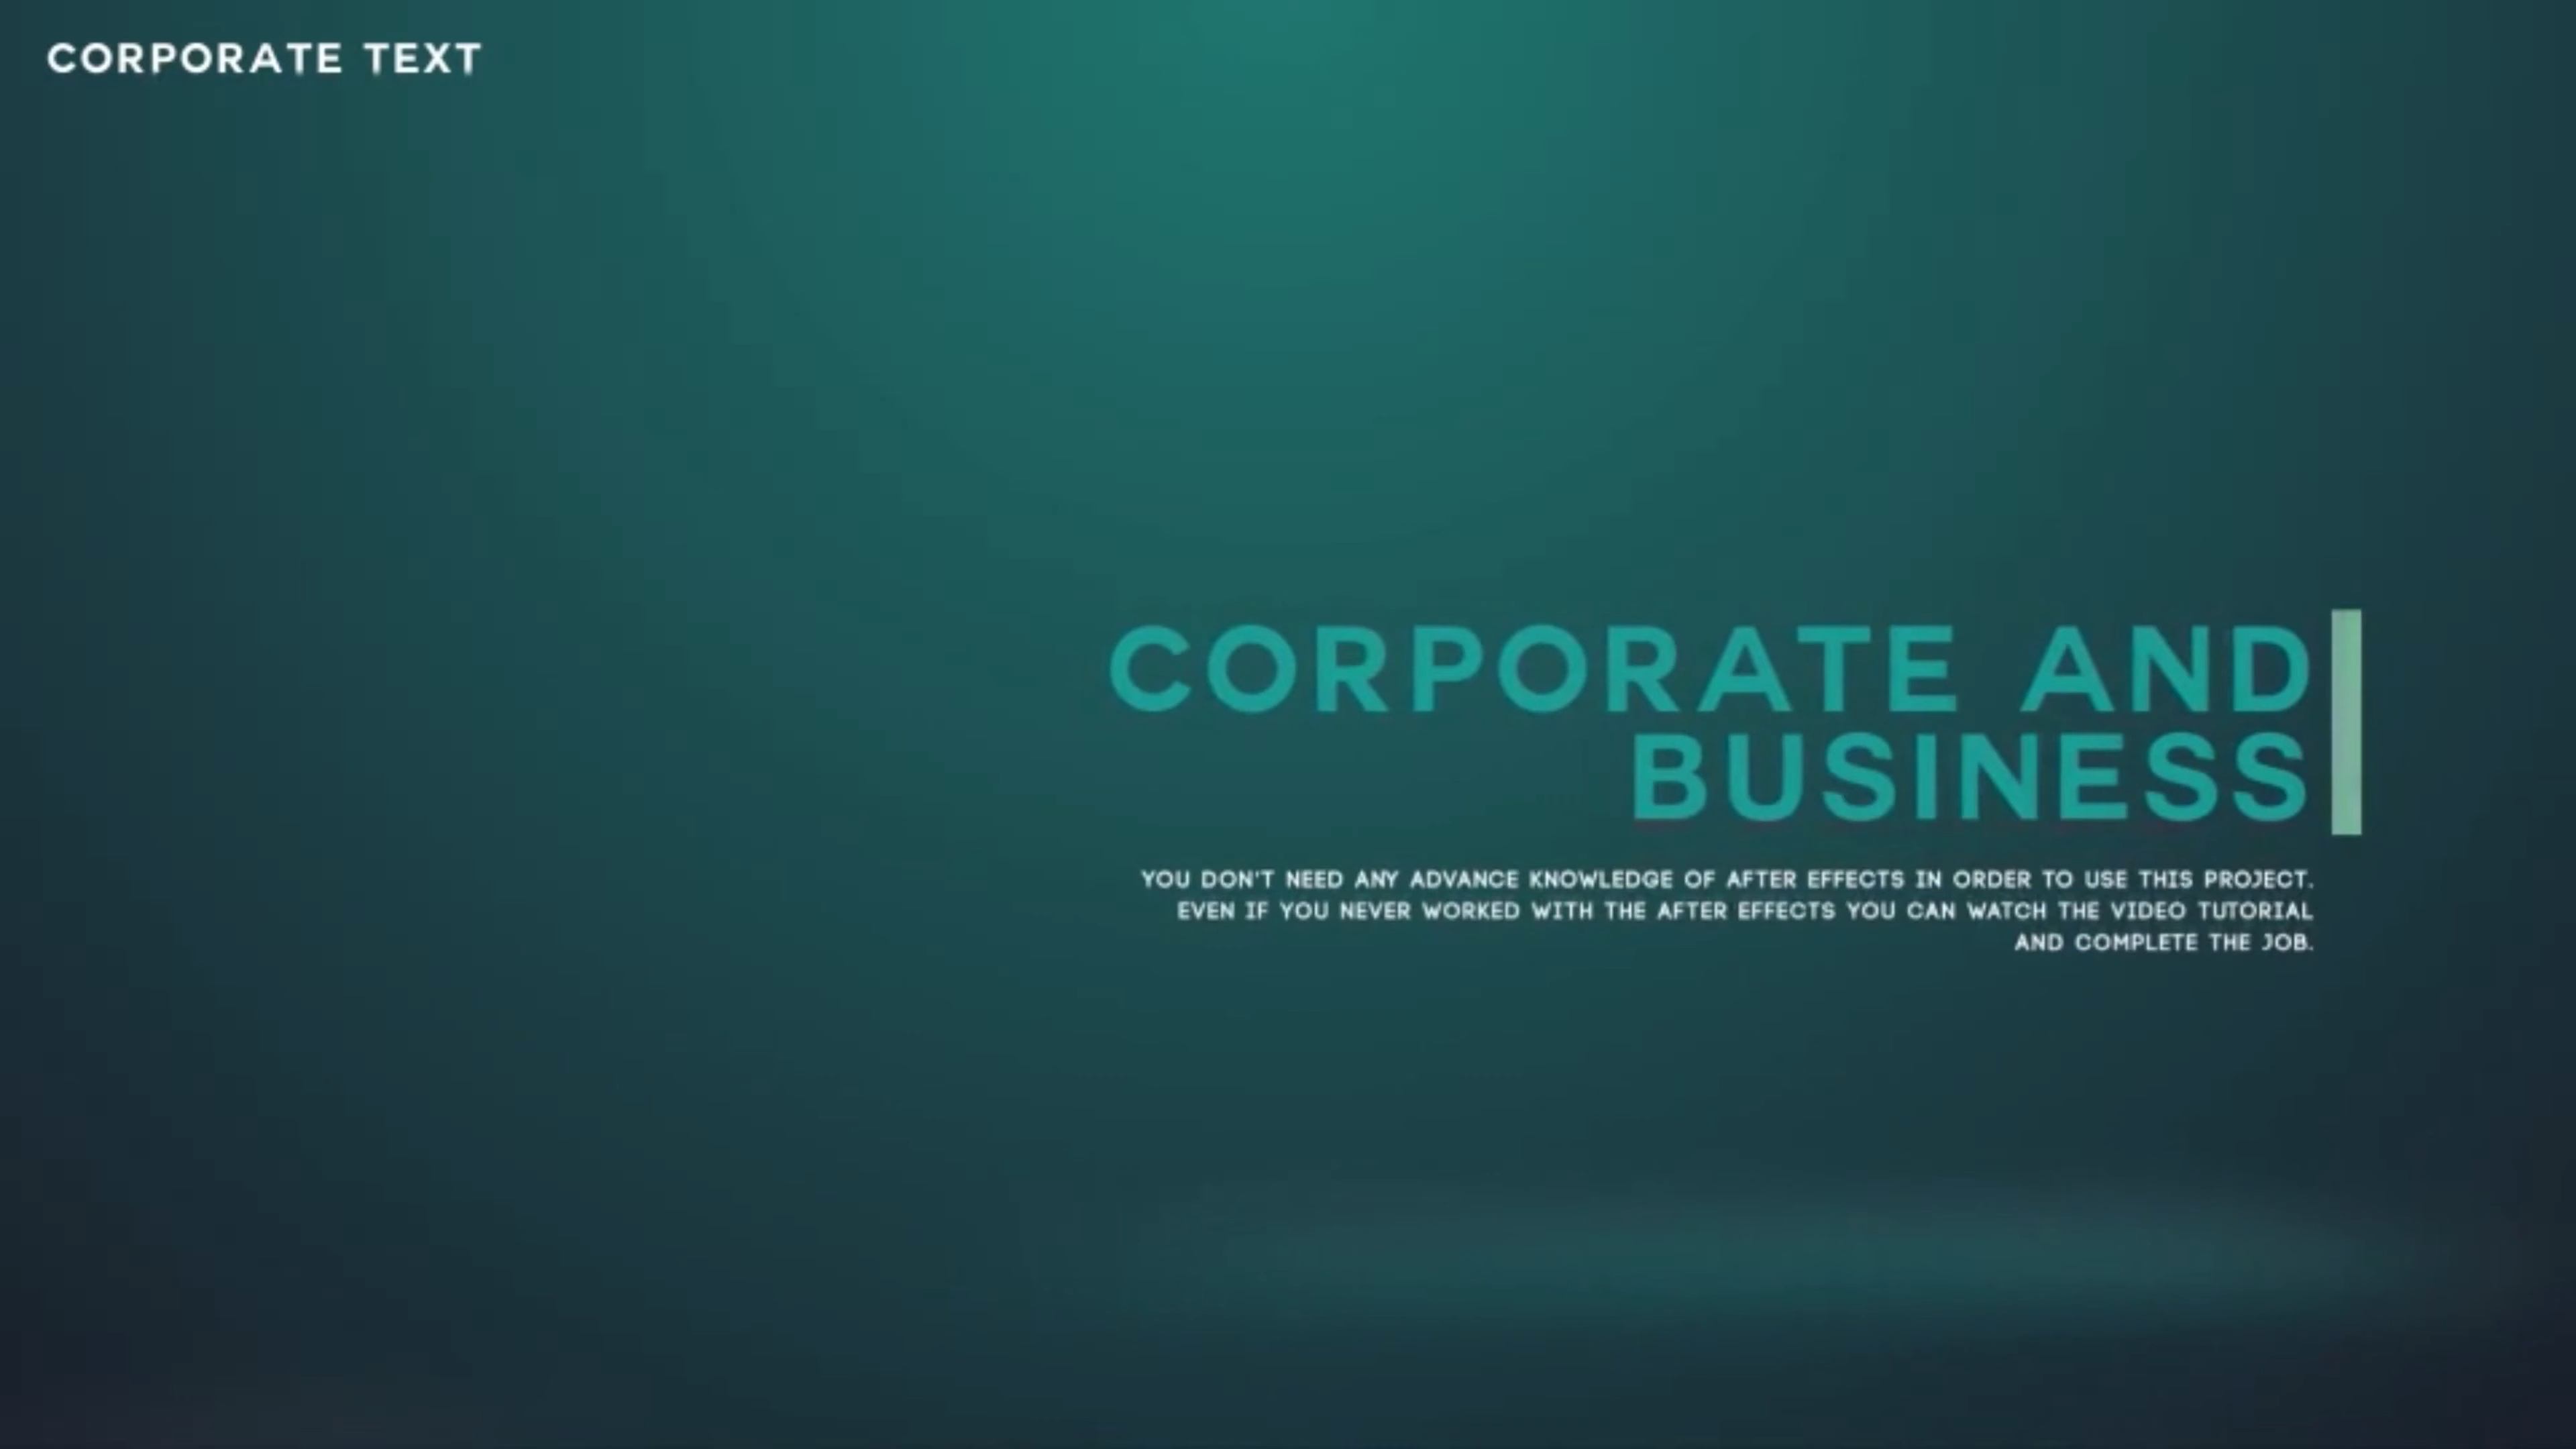 CORPORATE TEXT
CORPORATE AND
BUSINESS
YOU DON'T NEED ANY ADVANCE KNOWLEDGE OF AFTER EFFECTS IN ORDER TO USE THIS PROJECT.
EVEN IF YOU NEVER WORKED WITH THE AFTER EFFECTS YOU CAN WATCH THE VIDEO TUTORIAL
AND COMPLETE THE JOB.